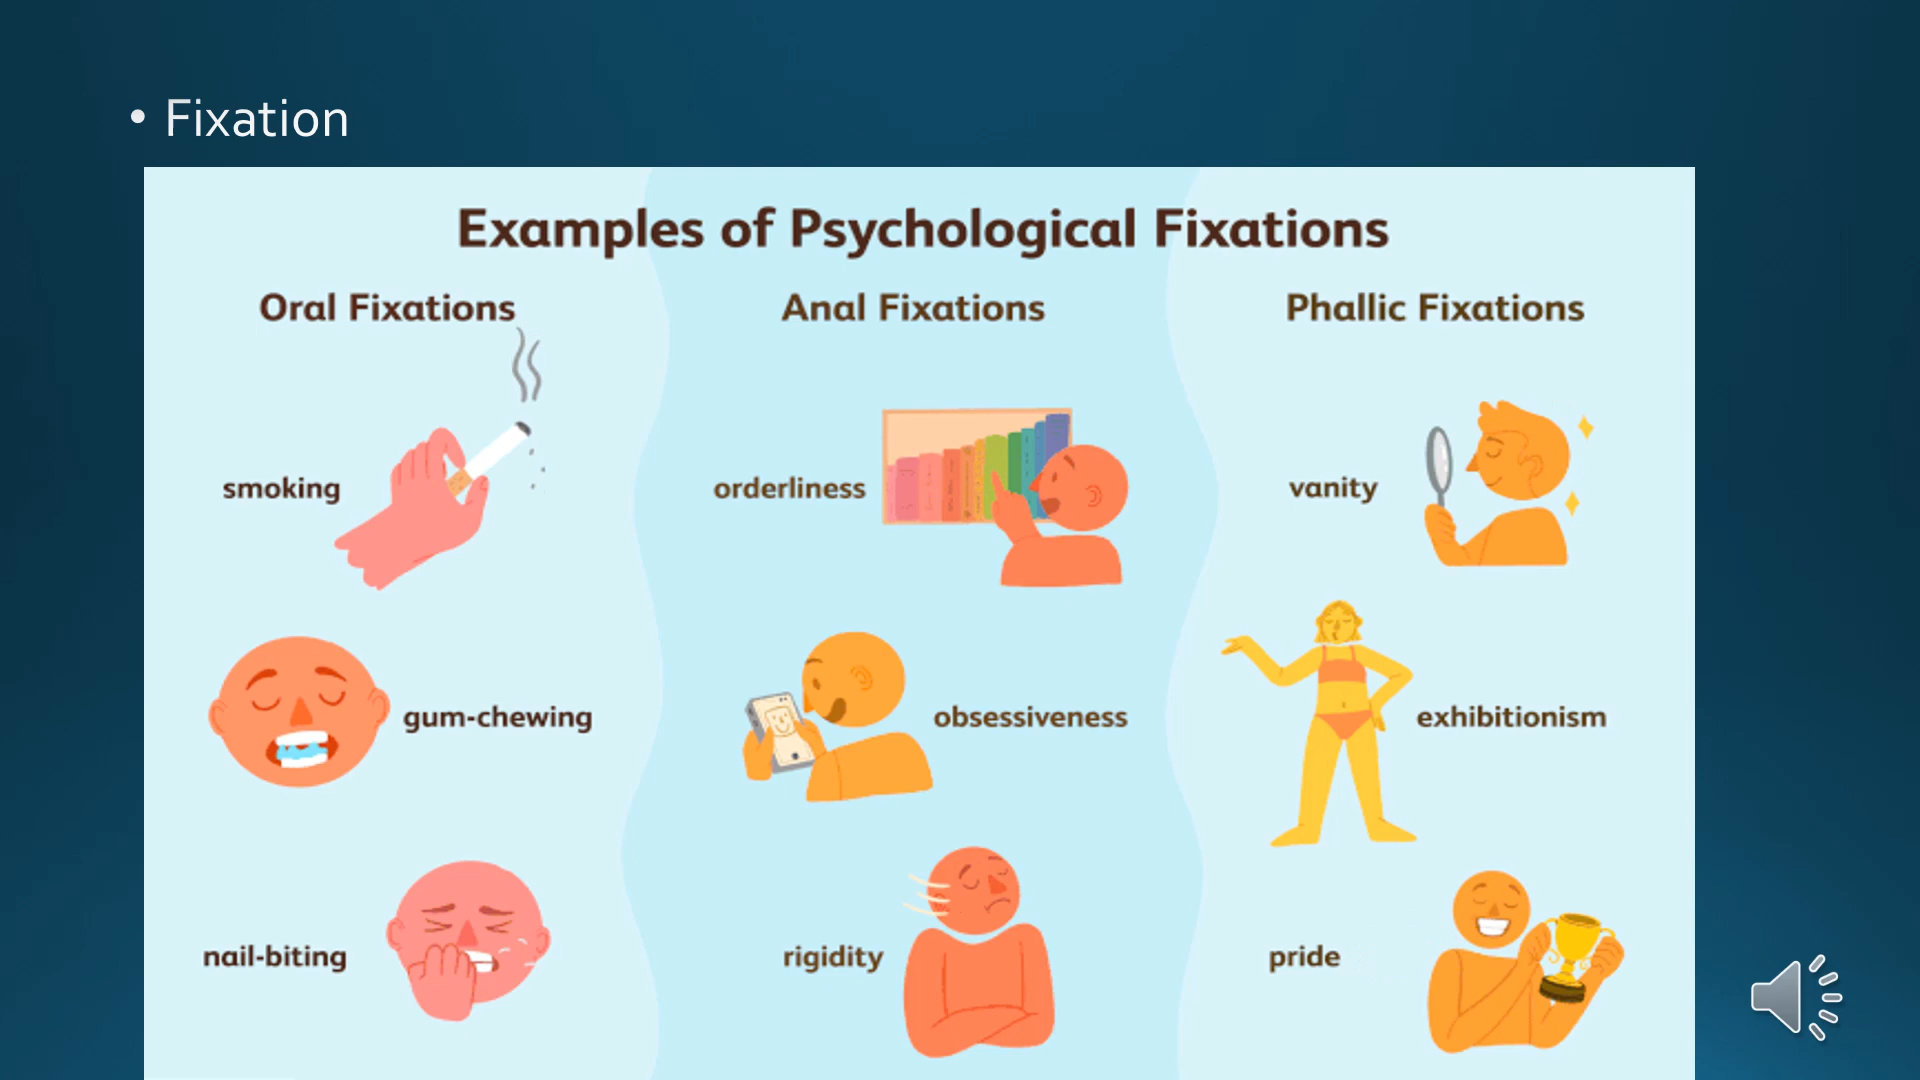 • Fixation
Examples of Psychological Fixations
Oral Fixations
smoking
gum-chewing
nail-biting
Anal Fixations
orderliness
obsessiveness
rigidity
Phallic Fixations
vanity
exhibitionism
pride